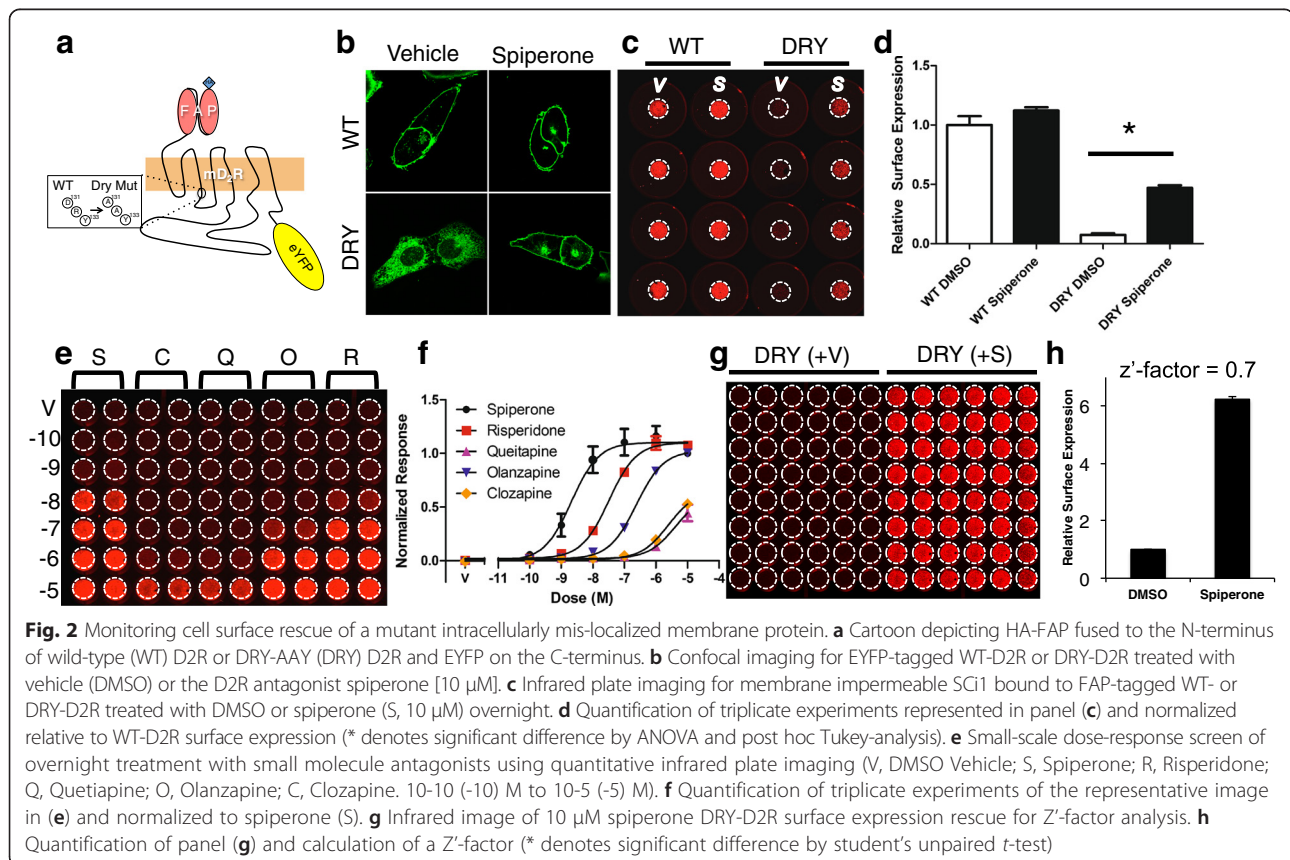 a
F A P
mD2R
WT Dry Mut
D131 A131
R A
Y133 Y133
eYFP
b
Vehicle Spiperone
WT
DRY
c
WT DRY
V S V S
d
Relative Surface Expression
1.5
1.0
0.5
0.0
WT DMSO
WT Spiperone
DRY DMSO
DRY Spiperone
*
e
S C Q O R
V
-10
-9
-8
-7
-6
-5
f
Normalized Response
1.5
1.0
0.5
0.0
Spiperone
Risperidone
Queitapine
Olanzapine
Clozapine
V -11 -10 -9 -8 -7 -6 -5 -4
Dose (M)
g
DRY (+V) DRY (+S)
h
z'-factor = 0.7
Relative Surface Expression
6
4
2
0
DMSO Spiperone
Fig. 2 Monitoring cell surface rescue of a mutant intracellularly mis-localized membrane protein. a Cartoon depicting HA-FAP fused to the N-terminus
of wild-type (WT) D2R or DRY-AAY (DRY) D2R and EYFP on the C-terminus. b Confocal imaging for EYFP-tagged WT-D2R or DRY-D2R treated with
vehicle (DMSO) or the D2R antagonist spiperone [10 μM]. c Infrared plate imaging for membrane impermeable SCi1 bound to FAP-tagged WT- or
DRY-D2R treated with DMSO or spiperone (S, 10 μM) overnight. d Quantification of triplicate experiments represented in panel (c) and normalized
relative to WT-D2R surface expression (* denotes significant difference by ANOVA and post hoc Tukey-analysis). e Small-scale dose-response screen of
overnight treatment with small molecule antagonists using quantitative infrared plate imaging (V, DMSO Vehicle; S, Spiperone; R, Risperidone;
Q, Quetiapine; O, Olanzapine; C, Clozapine. 10-10 (-10) M to 10-5 (-5) M). f Quantification of triplicate experiments of the representative image
in (e) and normalized to spiperone (S). g Infrared image of 10 μM spiperone DRY-D2R surface expression rescue for Z'-factor analysis. h
Quantification of panel (g) and calculation of a Z'-factor (* denotes significant difference by student's unpaired t-test)